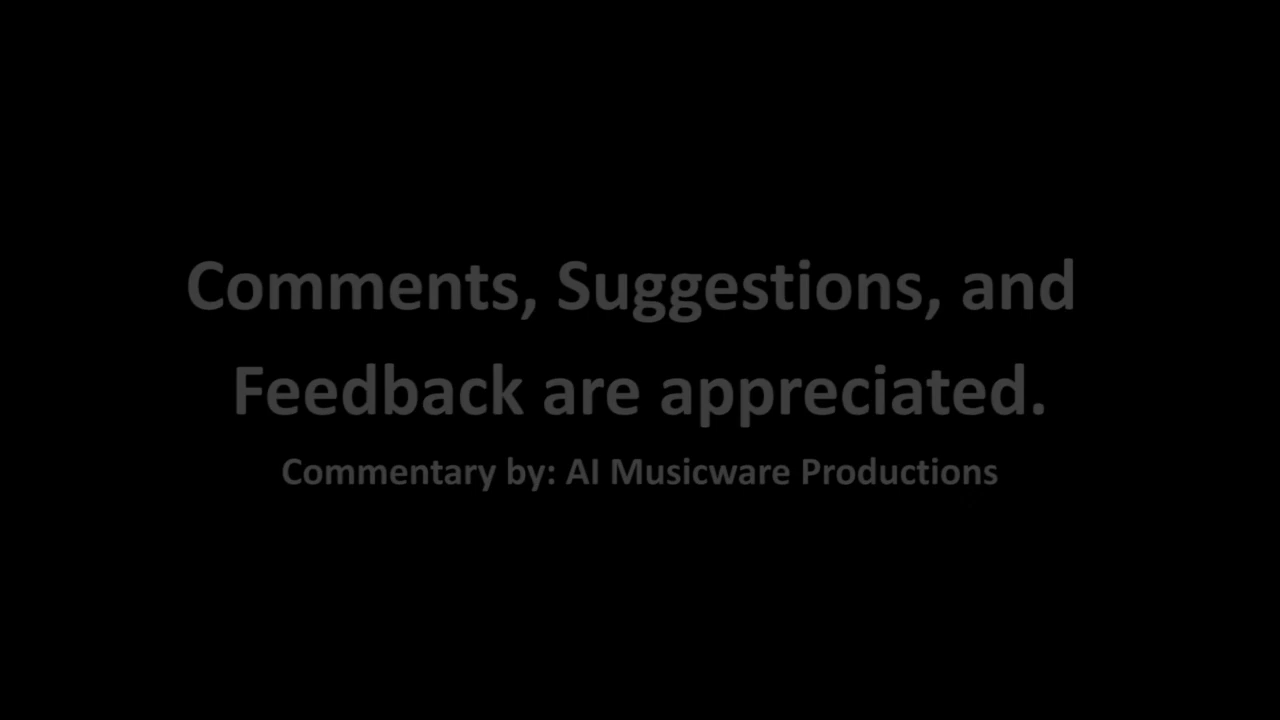 Comments, Suggestions, and
Feedback are appreciated.
Commentary by: AI Musicware Productions